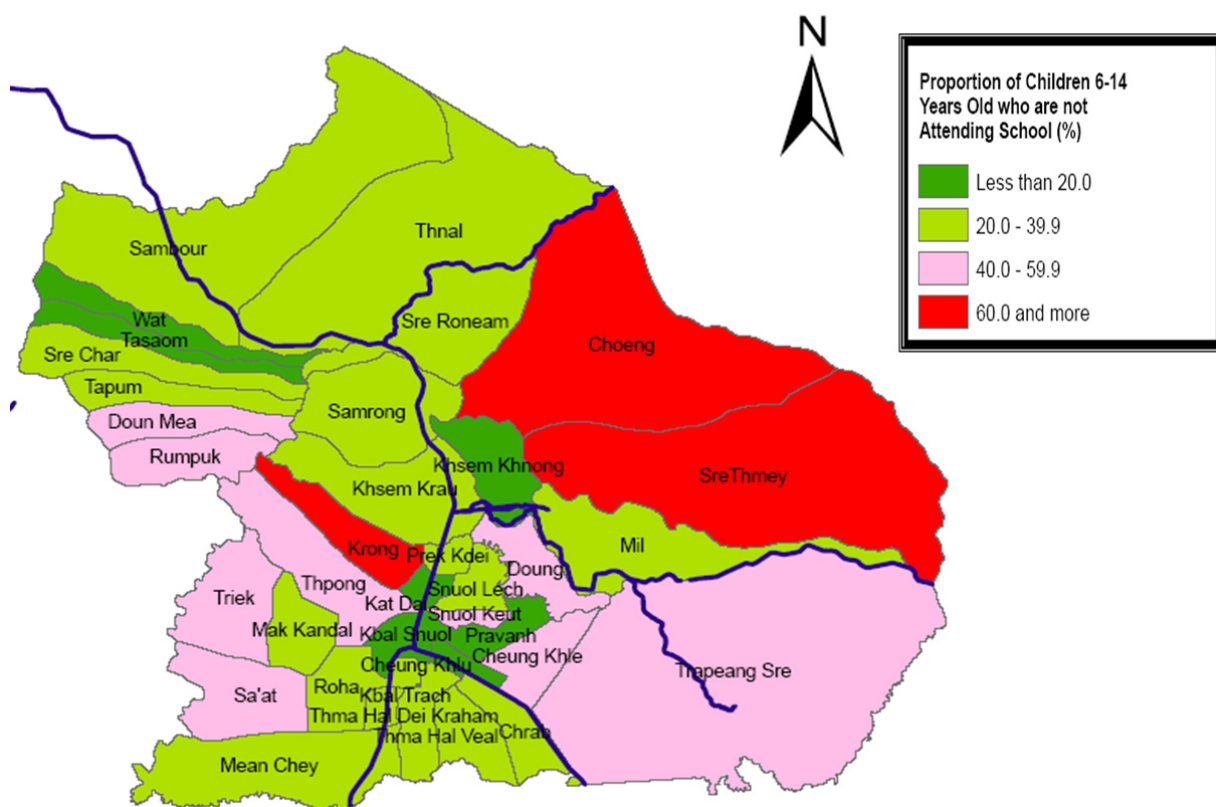 N
Proportion of Children 6-14
Years Old who are not
Attending School (%)
Less than 20.0
20.0 - 39.9
40.0 - 59.9
60.0 and more
Sambour
Thnal
Wat
Tasaom
Sre Char
Tapum
Doun Mea
Rumpuk
Sre Roneam
Samrong
Choeng
SreThmey
Khsem Khnong
Khsem Krau
Krong
Prek Kdei
Mil
Doung
Thpong
Triek
Kat Dai
Snuol Lech
Snuol Keut
Mak Kandal
Kbal Snuol
Pravanh
Cheung Khle
Cheung Khlu
Trapeang Sre
Sa'at
Roha
Kbal Trach
Thma Hal Dei Kraham
Thma Hal Veal
Chrab
Mean Chey